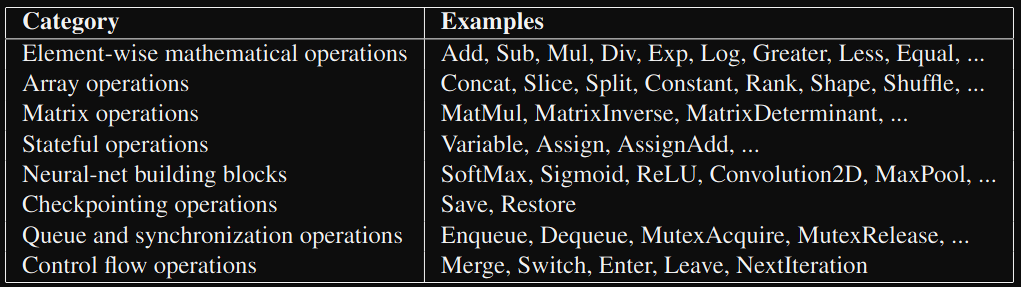 Category Examples
Element-wise mathematical operations Add, Sub, Mul, Div, Exp, Log, Greater, Less, Equal, ...
Array operations Concat, Slice, Split, Constant, Rank, Shape, Shuffle, ...
Matrix operations MatMul, MatrixInverse, MatrixDeterminant, ...
Stateful operations Variable, Assign, AssignAdd, ...
Neural-net building blocks SoftMax, Sigmoid, ReLU, Convolution2D, MaxPool, ...
Checkpointing operations Save, Restore
Queue and synchronization operations Enqueue, Dequeue, MutexAcquire, MutexRelease, ...
Control flow operations Merge, Switch, Enter, Leave, NextIteration